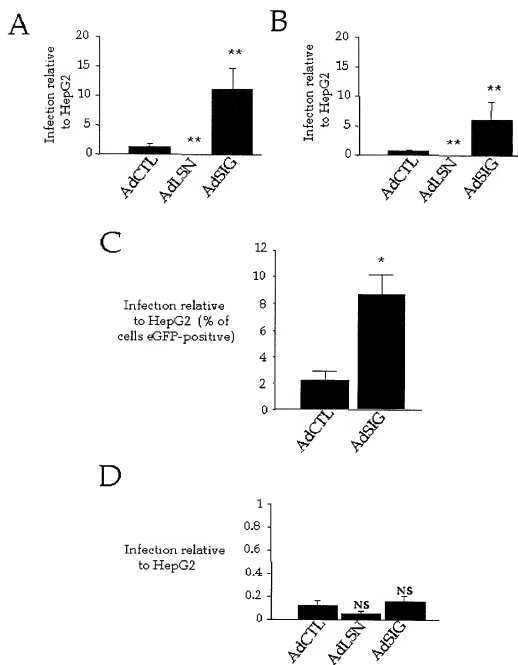 A
Infection relative
to HepG2
20
15
10
5
0
**
**
AdCTL
AdLSN
AdSIG
B
Infection relative
to HepG2
20
15
10
5
0
**
**
AdCTL
AdLSN
AdSIG
C
Infection relative
to HepG2 (% of
cells eGFP-positive)
12
10
8
6
4
2
0
*
AdCTL
AdSIG
D
Infection relative
to HepG2
1
0.8
0.6
0.4
0.2
0
NS
NS
AdCTL
AdLSN
AdSIG